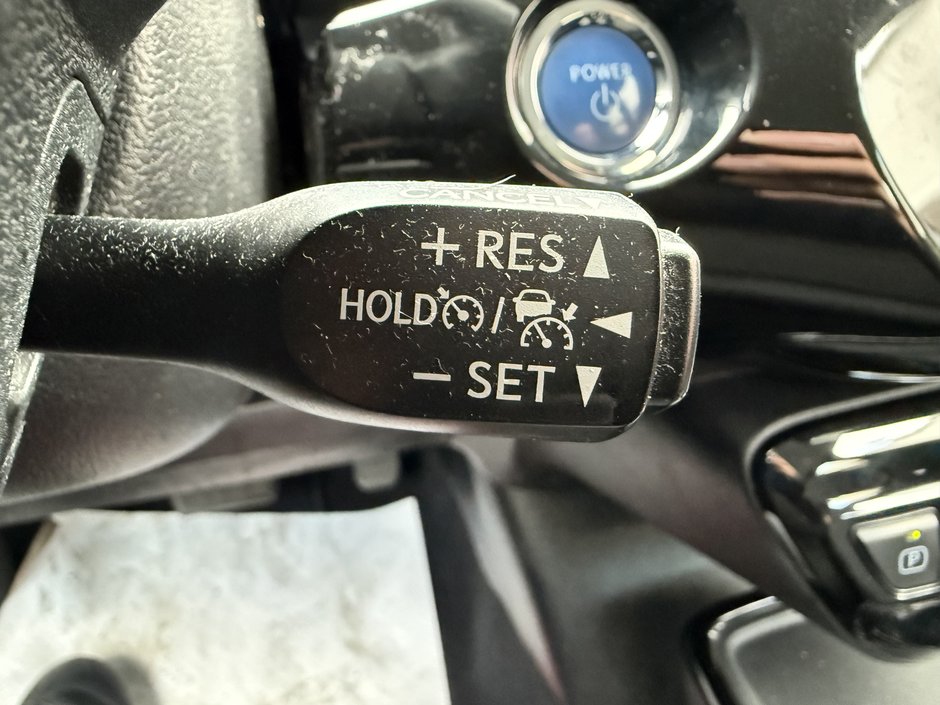 POWER
CANCEL
+ RES
HOLD /
− SET
P